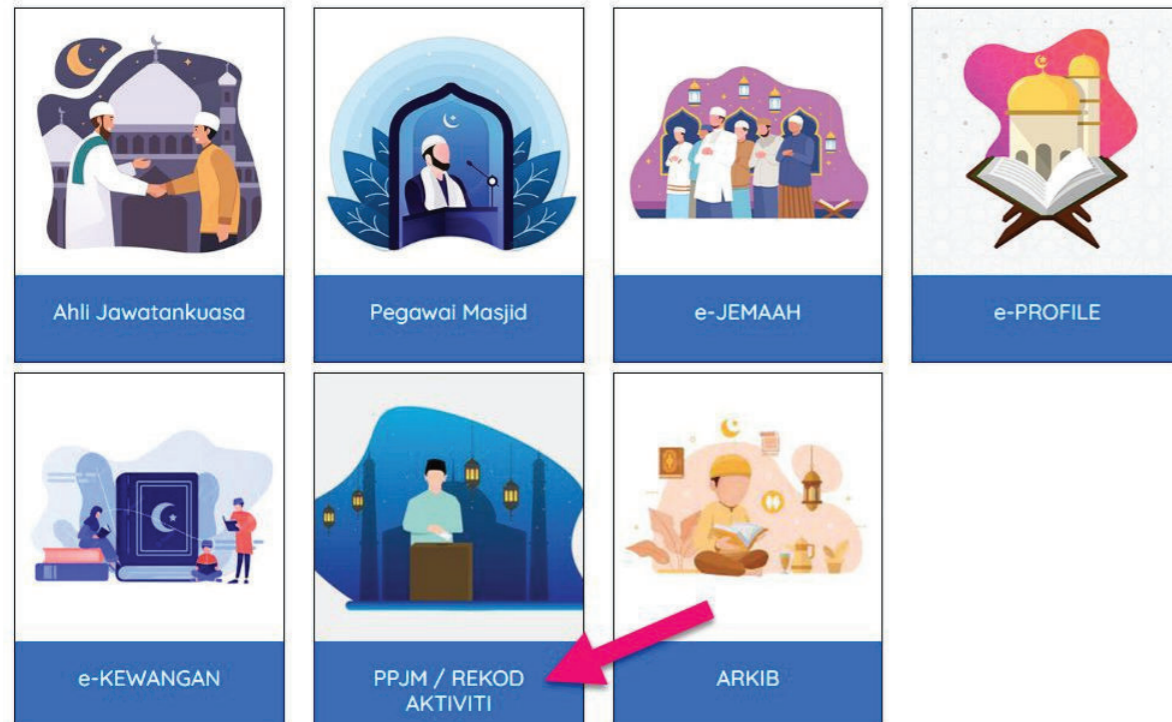 Ahli Jawatankuasa
Pegawai Masjid
e-JEMAAH
e-PROFILE
e-KEWANGAN
PPJM / REKOD
AKTIVITI
ARKIB